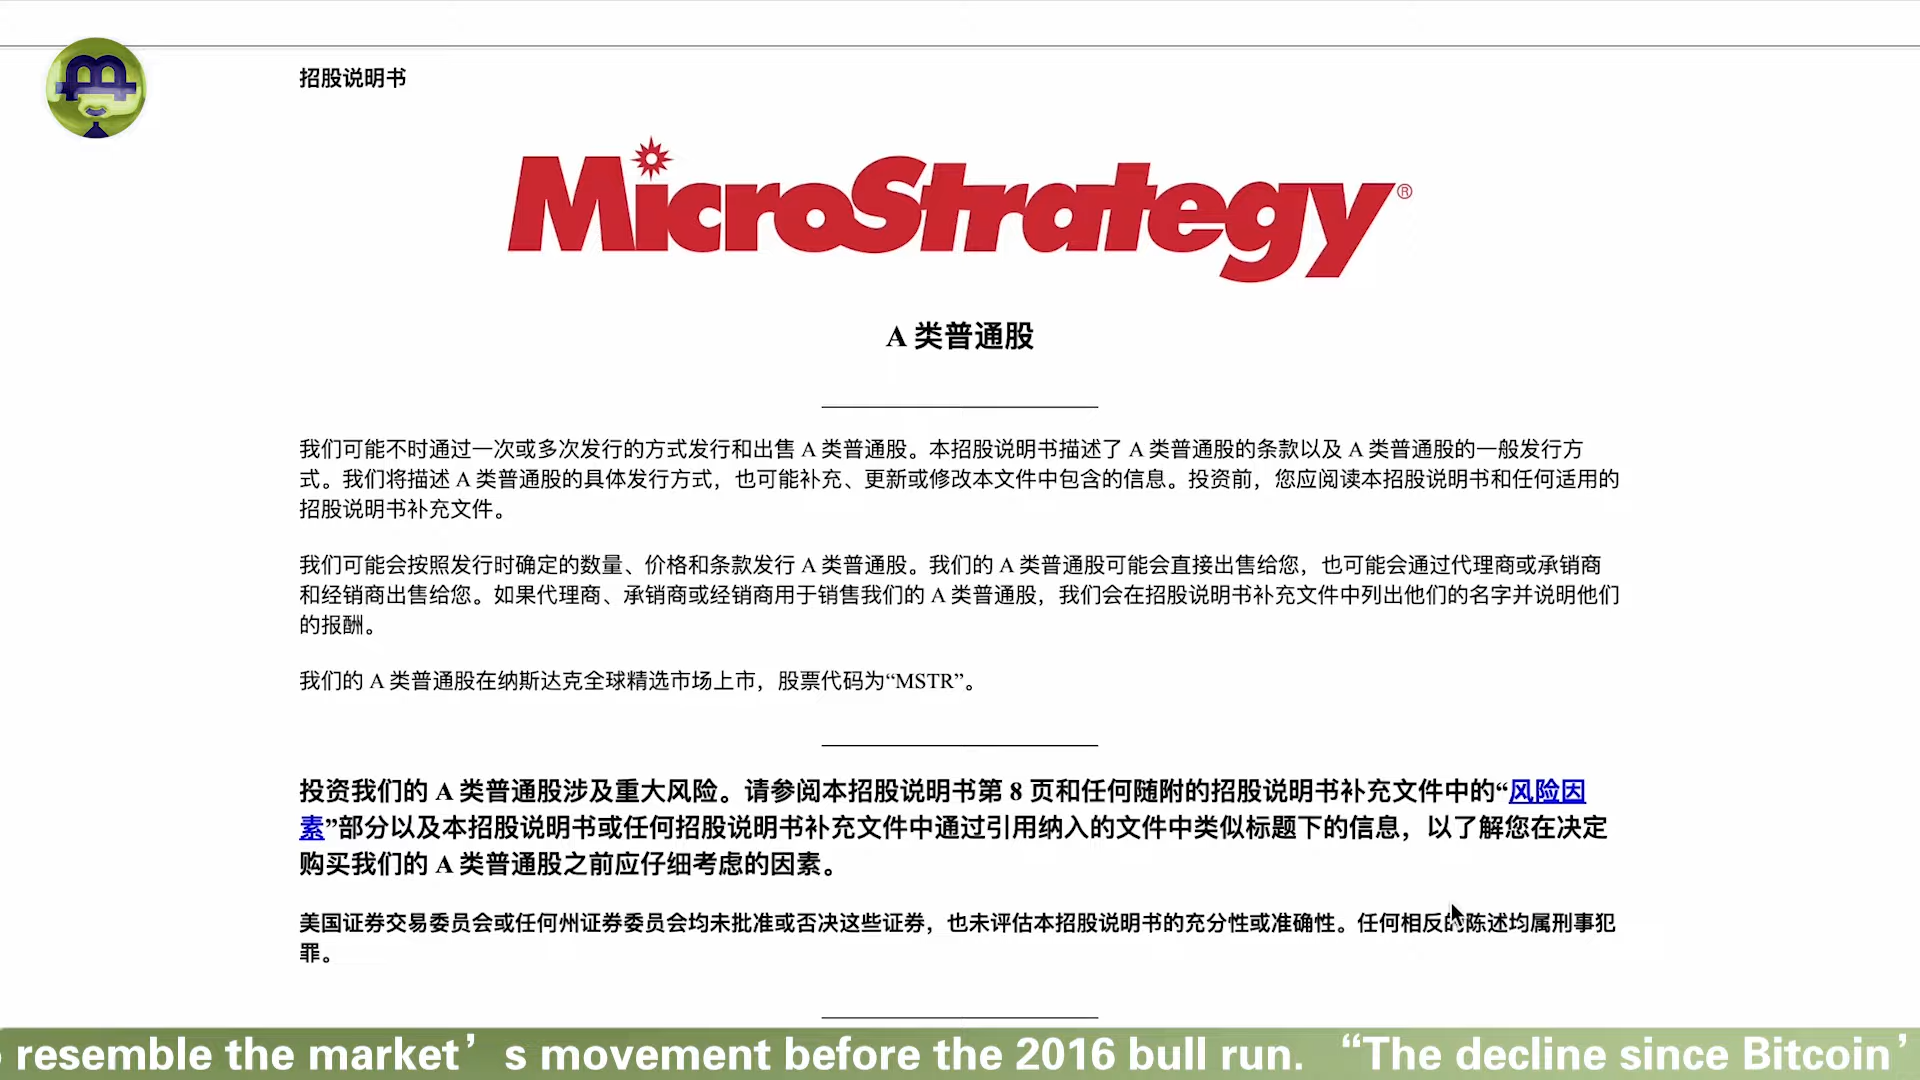 招股说明书
MicroStrategy®
A 类普通股
我们可能不时通过一次或多次发行的方式发行和出售 A 类普通股。本招股说明书描述了 A 类普通股的条款以及 A 类普通股的一般发行方
式。我们将描述 A 类普通股的具体发行方式，也可能补充、更新或修改本文件中包含的信息。投资前，您应阅读本招股说明书和任何适用的
招股说明书补充文件。
我们可能会按照发行时确定的数量、价格和条款发行 A 类普通股。我们的 A 类普通股可能会直接出售给您，也可能会通过代理商或承销商
和经销商出售给您。如果代理商、承销商或经销商用于销售我们的 A 类普通股，我们会在招股说明书补充文件中列出他们的名字并说明他们
的报酬。
我们的 A 类普通股在纳斯达克全球精选市场上市，股票代码为“MSTR”。
投资我们的 A 类普通股涉及重大风险。请参阅本招股说明书第 8 页和任何随附的招股说明书补充文件中的“风险因
素”部分以及本招股说明书或任何招股说明书补充文件中通过引用纳入的文件中类似标题下的信息，以了解您在决定
购买我们的 A 类普通股之前应仔细考虑的因素。
美国证券交易委员会或任何州证券委员会均未批准或否决这些证券，也未评估本招股说明书的充分性或准确性。任何相反的陈述均属刑事犯
罪。
resemble the market’s movement before the 2016 bull run. “The decline since Bitcoin’